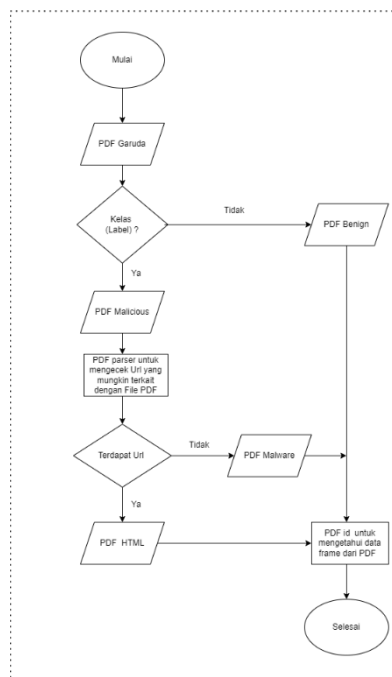 Mulai
PDF Garuda
Kelas
(Label) ?
Tidak
PDF Benign
Ya
PDF Malicious
PDF parser untuk
mengecek Url yang
mungkin terkait
dengan File PDF
Terdapat Url
Tidak
PDF Malware
Ya
PDF HTML
PDF id untuk
mengetahui data
frame dari PDF
Selesai